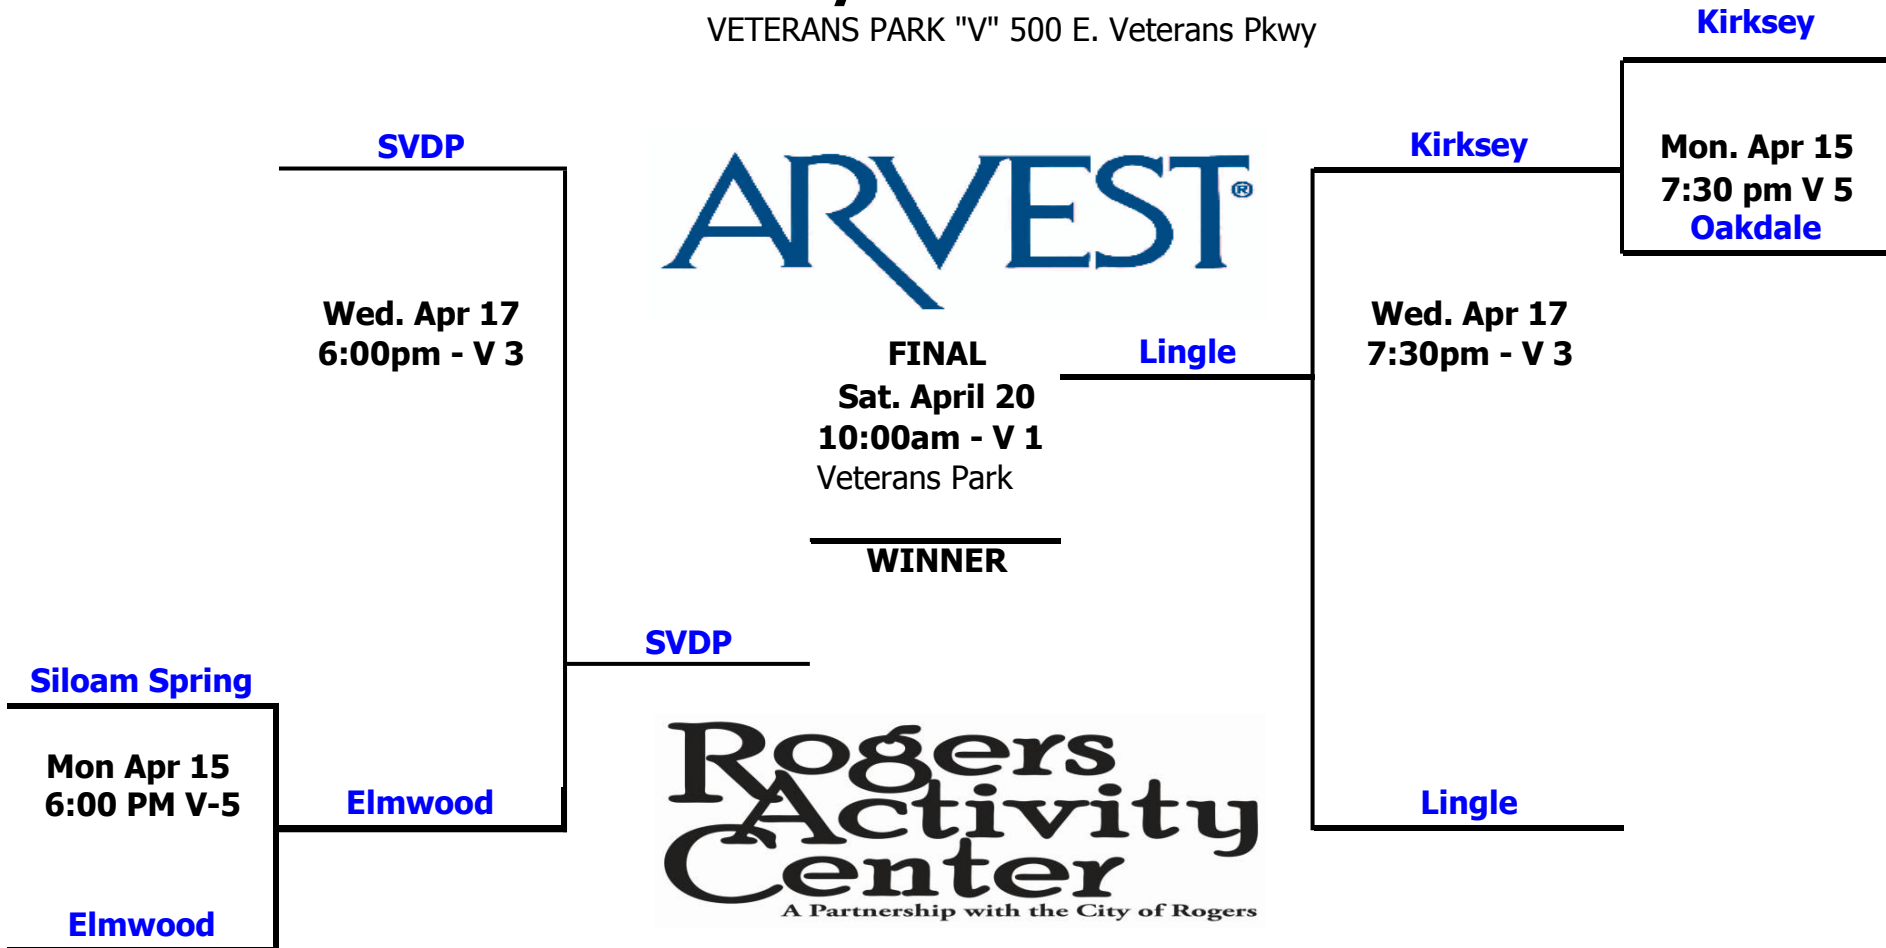 VETERANS PARK "V" 500 E. Veterans Pkwy
Kirksey
SVDP
Kirksey
Mon. Apr 15
7:30 pm V 5
Oakdale
ARVEST®
Wed. Apr 17
6:00pm - V 3
FINAL
Sat. April 20
10:00am - V 1
Veterans Park
Lingle
Wed. Apr 17
7:30pm - V 3
WINNER
SVDP
Siloam Spring
Mon Apr 15
6:00 PM V-5
Elmwood
Elmwood
Lingle
Rogers
Activity
Center
A Partnership with the City of Rogers